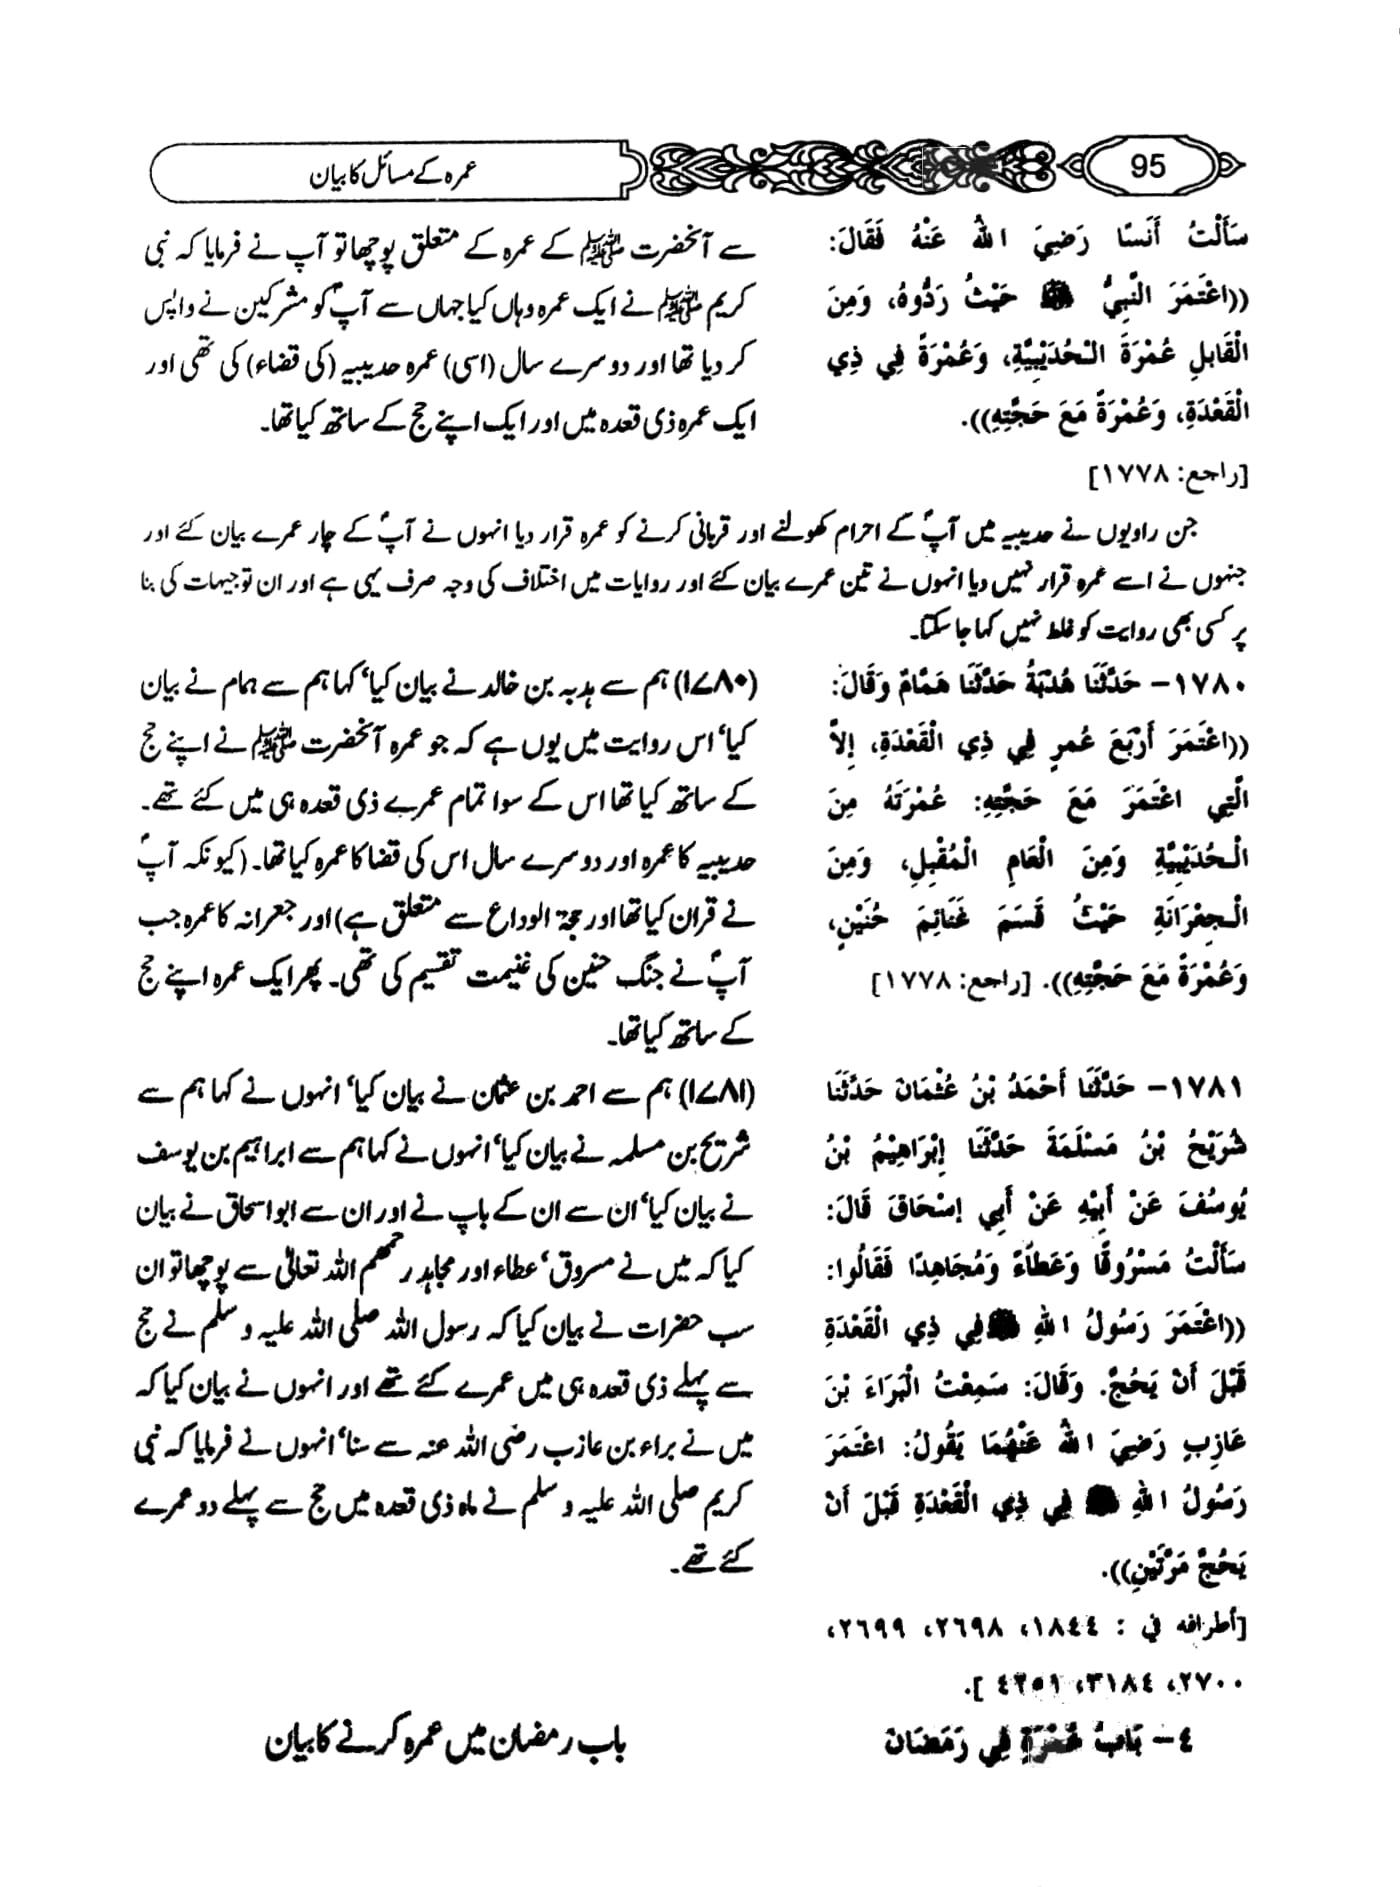 95
عمرہ کے مسائل کا بیان
سَأَلْتُ أَنَسًا رَضِيَ اللهُ عَنْهُ فَقَالَ:
((اعْتَمَرَ النَّبِيُّ ﷺ حَيْثُ رَدُّوهُ، وَمِنَ
الْقَابِلِ عُمْرَةَ الْـحُدَيْبِيَّةِ، وَعُمْرَةً فِي ذِي
الْقَعْدَةِ، وَعُمْرَةً مَعَ حَجَّتِهِ)).
[راجع: ١٧٧٨]
سے آنحضرت ﷺ کے عمرہ کے متعلق پوچھا تو آپ نے فرمایا کہ نبی
کریم ﷺ نے ایک عمرہ وہاں کیا جہاں سے آپؐ کو مشرکین نے واپس
کر دیا تھا اور دوسرے سال (اسی) عمرہ حدیبیہ (کی قضاء) کی تھی اور
ایک عمرہ ذی قعدہ میں اور ایک اپنے حج کے ساتھ کیا تھا۔
جن راویوں نے حدیبیہ میں آپؐ کے احرام کھولنے اور قربانی کرنے کو عمرہ قرار دیا انہوں نے آپؐ کے چار عمرے بیان کئے اور
جنہوں نے اسے عمرہ قرار نہیں دیا انہوں نے تین عمرے بیان کئے اور روایات میں اختلاف کی وجہ صرف یہی ہے اور ان توجیہات کی بنا
پر کسی بھی روایت کو غلط نہیں کہا جا سکتا۔
١٧٨٠- حَدَّثَنَا هُدْبَةُ حَدَّثَنَا هَمَّامٌ وَقَالَ:
((اعْتَمَرَ أَرْبَعَ عُمَرٍ فِي ذِي الْقَعْدَةِ، إِلاَّ
الَّتِي اعْتَمَرَ مَعَ حَجَّتِهِ: عُمْرَتَهُ مِنَ
الْـحُدَيْبِيَّةِ وَمِنَ الْعَامِ الْمُقْبِلِ، وَمِنَ
الْـجِعْرَانَةِ حَيْثُ قَسَمَ غَنَائِمَ حُنَيْنٍ،
وَعُمْرَةً مَعَ حَجَّتِهِ)). [راجع: ١٧٧٨]
(۱۷۸۰) ہم سے ہدبہ بن خالد نے بیان کیا‘ کہا ہم سے ہمام نے بیان
کیا‘ اس روایت میں یوں ہے کہ جو عمرہ آنحضرت ﷺ نے اپنے حج
کے ساتھ کیا تھا اس کے سوا تمام عمرے ذی قعدہ ہی میں کئے تھے۔
حدیبیہ کا عمرہ اور دوسرے سال اس کی قضا کا عمرہ کیا تھا۔ (کیونکہ آپؐ
نے قران کیا تھا اور حجۃ الوداع سے متعلق ہے) اور جعرانہ کا عمرہ جب
آپؐ نے جنگ حنین کی غنیمت تقسیم کی تھی۔ پھر ایک عمرہ اپنے حج
کے ساتھ کیا تھا۔
١٧٨١- حَدَّثَنَا أَحْمَدُ بْنُ عُثْمَانَ حَدَّثَنَا
شُرَيْحُ بْنُ مَسْلَمَةَ حَدَّثَنَا إِبْرَاهِيْمُ بْنُ
يُوسُفَ عَنْ أَبِيْهِ عَنْ أَبِي إِسْحَاقَ قَالَ:
سَأَلْتُ مَسْرُوقًا وَعَطَاءً وَمُجَاهِدًا فَقَالُوا:
((اعْتَمَرَ رَسُولُ اللهِ ﷺ فِي ذِي الْقَعْدَةِ
قَبْلَ أَنْ يَحُجَّ. وَقَالَ: سَمِعْتُ الْبَرَاءَ بْنَ
عَازِبٍ رَضِيَ اللهُ عَنْهُمَا يَقُولُ: اعْتَمَرَ
رَسُولُ اللهِ ﷺ فِي ذِي الْقَعْدَةِ قَبْلَ أَنْ
يَحُجَّ مَرَّتَيْنِ)).
[أطرافه في : ١٨٤٤، ٢٦٩٨، ٢٦٩٩،
٢٧٠٠، ٣١٨٤، ٤٢٥١ ].
(۱۷۸۱) ہم سے احمد بن عثمان نے بیان کیا‘ انہوں نے کہا ہم سے
شریح بن مسلمہ نے بیان کیا‘ انہوں نے کہا ہم سے ابراہیم بن یوسف
نے بیان کیا‘ ان سے ان کے باپ نے اور ان سے ابو اسحاق نے بیان
کیا کہ میں نے مسروق‘ عطاء اور مجاہد رحمہم اللہ تعالیٰ سے پوچھا تو ان
سب حضرات نے بیان کیا کہ رسول اللہ صلی اللہ علیہ و سلم نے حج
سے پہلے ذی قعدہ ہی میں عمرے کئے تھے اور انہوں نے بیان کیا کہ
میں نے براء بن عازب رضی اللہ عنہ سے سنا‘ انہوں نے فرمایا کہ نبی
کریم صلی اللہ علیہ و سلم نے ماہ ذی قعدہ میں حج سے پہلے دو عمرے
کئے تھے۔
٤- بَابُ عُمْرَةٍ فِي رَمَضَانَ
باب رمضان میں عمرہ کرنے کا بیان